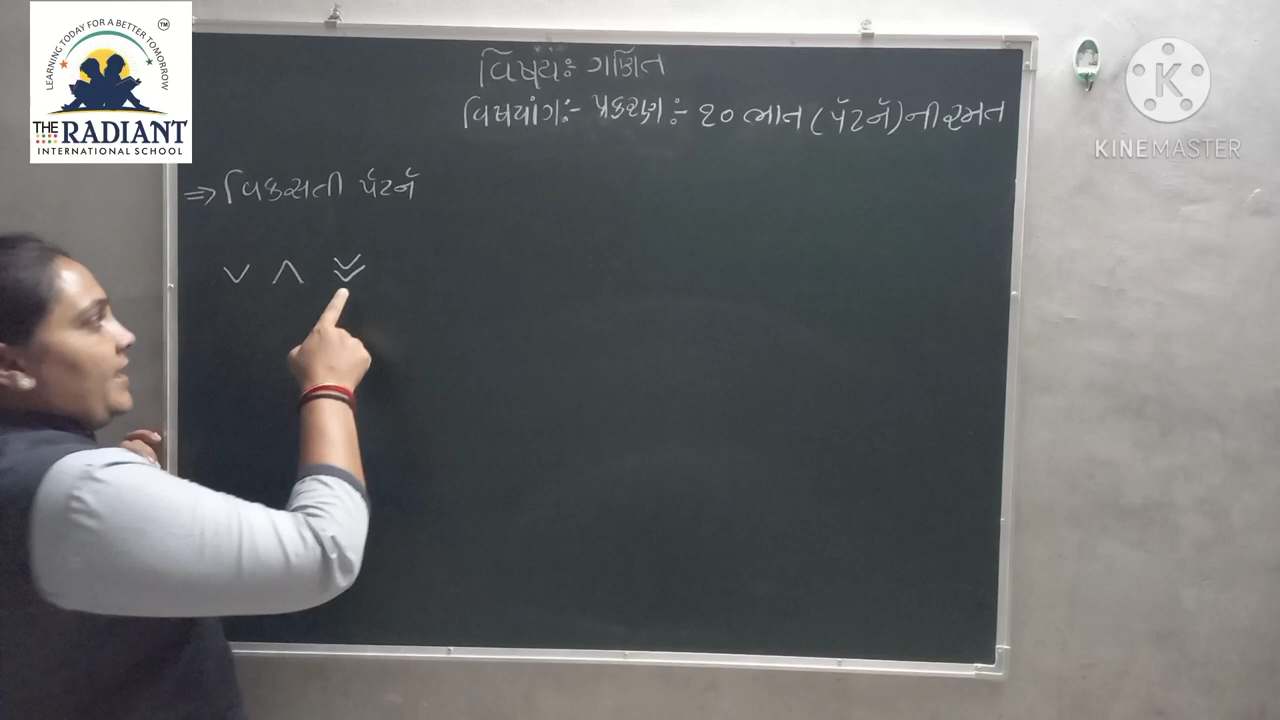 LEARNING TODAY FOR A BETTER TOMORROW
TM
THE RADIANT
INTERNATIONAL SCHOOL
KINEMASTER
વિષય: ગણિત
વિષયાંગ:- પ્રકરણ:- ૧૦ ભાત (પૅટર્ન) ની રમત
⇒ વિકસતી પૅટર્ન